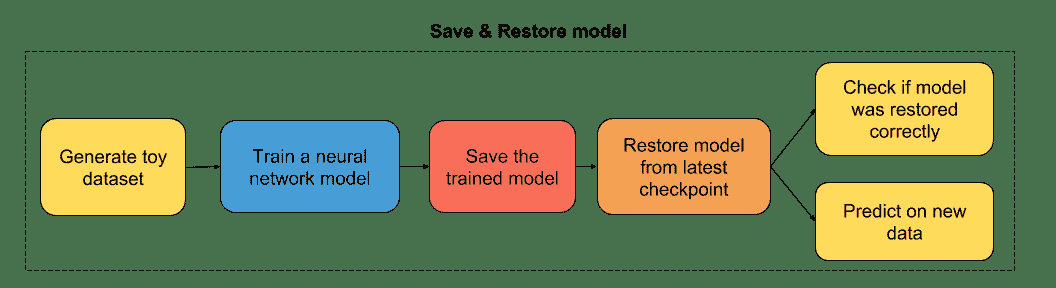 Save & Restore model
Generate toy
dataset
Train a neural
network model
Save the
trained model
Restore model
from latest
checkpoint
Check if model
was restored
correctly
Predict on new
data